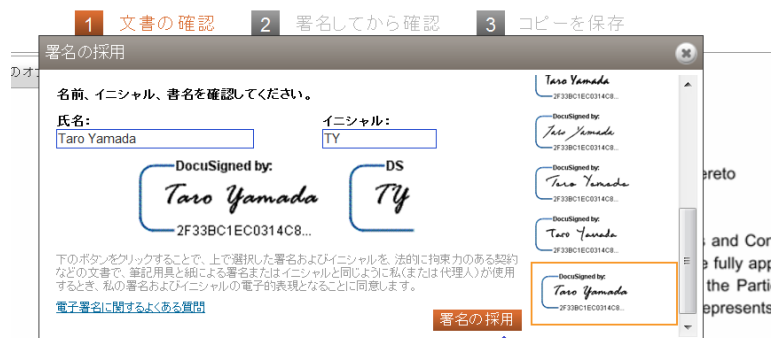 1 文書の確認 2 署名してから確認 3 コピーを保存
署名の採用
のオ
名前、イニシャル、書名を確認してください。
氏名: イニシャル:
Taro Yamada TY
DocuSigned by: DS
Taro Yamada TY
2F33BC1EC0314C8...
下のボタンをクリックすることで、上で選択した署名およびイニシャルを、法的に拘束力のある契約
などの文書で、筆記用具と紙による署名またはイニシャルと同じように私(または代理人)が使用
するとき、私の署名およびイニシャルの電子的表現となることに同意します。
電子署名に関するよくある質問
署名の採用
Taro Yamada
2F33BC1EC0314C8...
DocuSigned by:
Taro Yamada
2F33BC1EC0314C8...
DocuSigned by:
Taro Yamada
2F33BC1EC0314C8...
DocuSigned by:
Taro Yamada
2F33BC1EC0314C8...
DocuSigned by:
Taro Yamada
2F33BC1EC0314C8...
ereto
s and Con
e fully app
the Parti
epresents